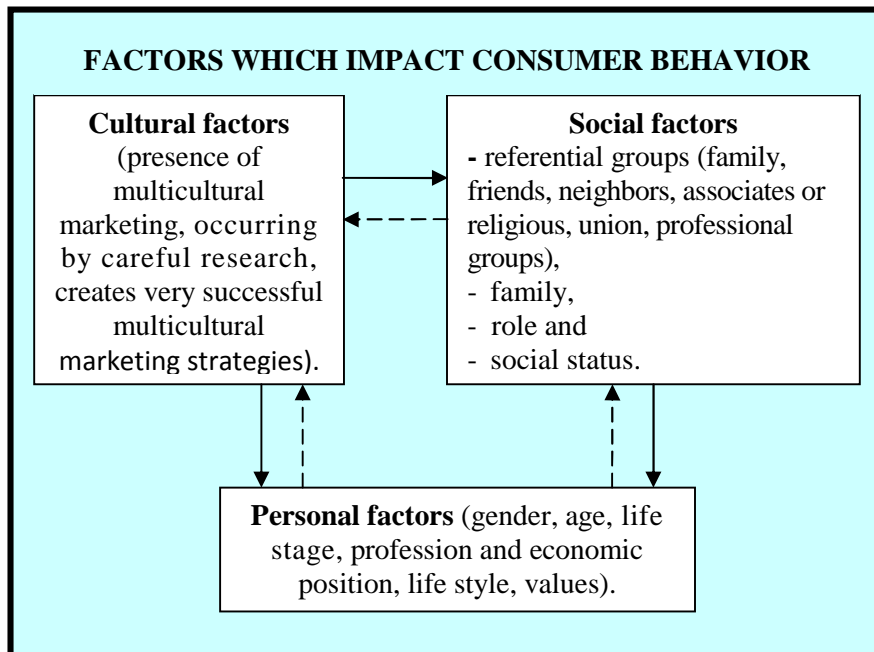 FACTORS WHICH IMPACT CONSUMER BEHAVIOR
Cultural factors
(presence of
multicultural
marketing, occurring
by careful research,
creates very successful
multicultural
marketing strategies).
Social factors
- referential groups (family,
friends, neighbors, associates or
religious, union, professional
groups),
- family,
- role and
- social status.
Personal factors (gender, age, life
stage, profession and economic
position, life style, values).